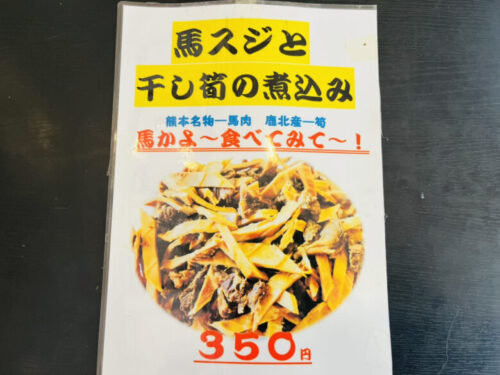 馬スジと
干し筍の煮込み
熊本名物ー馬肉　鹿北産ー筍
馬かよ～食べてみて～！
350円